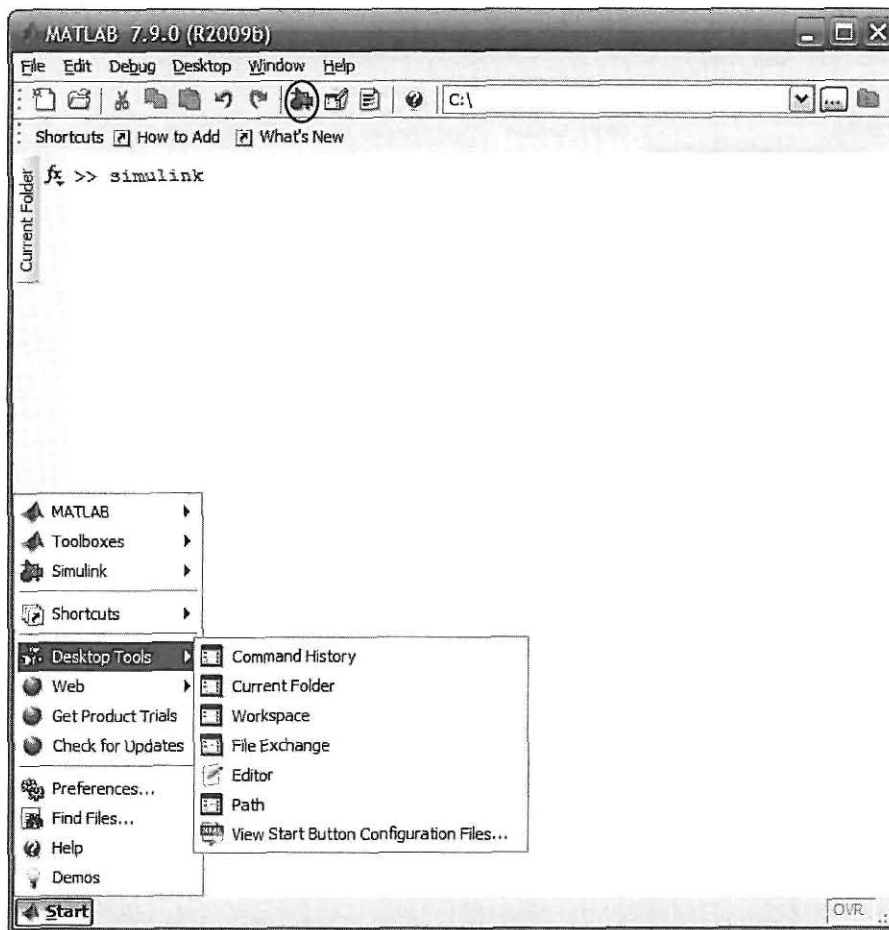 MATLAB 7.9.0 (R2009b)
File Edit Debug Desktop Window Help
C:\
Shortcuts How to Add What's New
Current Folder
fx >> simulink
MATLAB
Toolboxes
Simulink
Shortcuts
Desktop Tools
Web
Get Product Trials
Check for Updates
Preferences...
Find Files...
Help
Demos
Command History
Current Folder
Workspace
File Exchange
Editor
Path
View Start Button Configuration Files...
Start
OVR